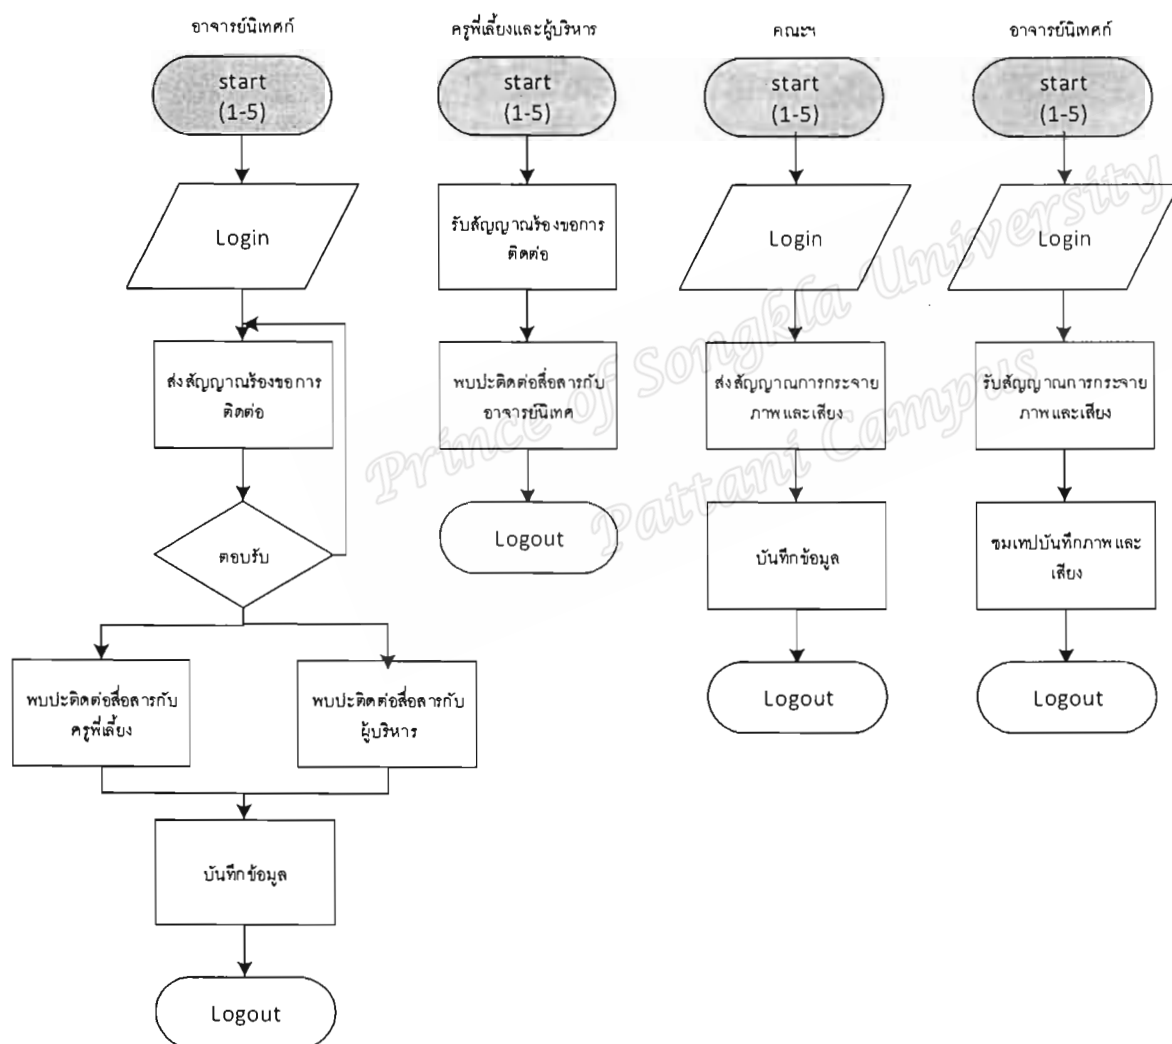 อาจารย์นิเทศก์
start
(1-5)
Login
ส่งสัญญาณร้องขอการ
ติดต่อ
ตอบรับ
พบปะติดต่อสื่อสารกับ
ครูพี่เลี้ยง
พบปะติดต่อสื่อสารกับ
ผู้บริหาร
บันทึกข้อมูล
Logout
ครูพี่เลี้ยงและผู้บริหาร
start
(1-5)
รับสัญญาณร้องขอการ
ติดต่อ
พบปะติดต่อสื่อสารกับ
อาจารย์นิเทศ
Logout
คณะฯ
start
(1-5)
Login
ส่งสัญญาณการกระจาย
ภาพและเสียง
บันทึกข้อมูล
Logout
อาจารย์นิเทศก์
start
(1-5)
Login
รับสัญญาณการกระจาย
ภาพและเสียง
ชมเทปบันทึกภาพและ
เสียง
Logout
Prince of Songkla University
Pattani Campus